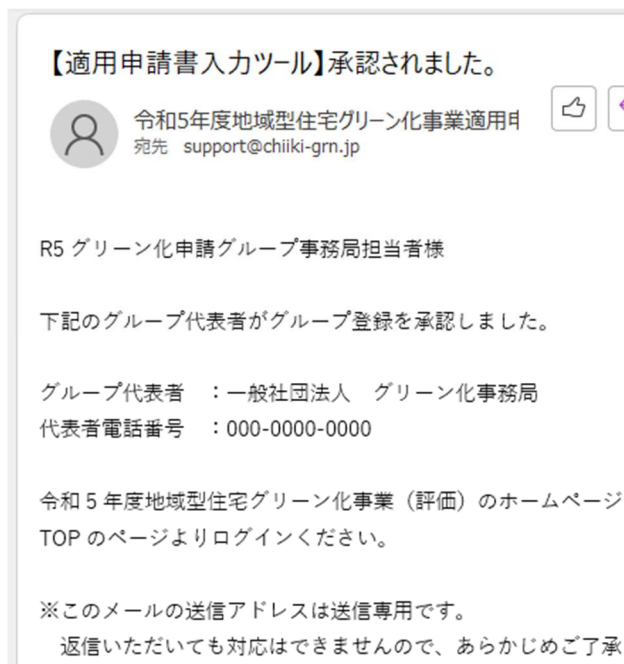 【適用申請書入力ツール】承認されました。
令和5年度地域型住宅グリーン化事業適用申
宛先 support@chiiki-grn.jp
R5 グリーン化申請グループ事務局担当者様
下記のグループ代表者がグループ登録を承認しました。
グループ代表者 ：一般社団法人 グリーン化事務局
代表者電話番号 ：000-0000-0000
令和 5 年度地域型住宅グリーン化事業（評価）のホームページ
TOP のページよりログインください。
※このメールの送信アドレスは送信専用です。
返信いただいても対応はできませんので、あらかじめご了承